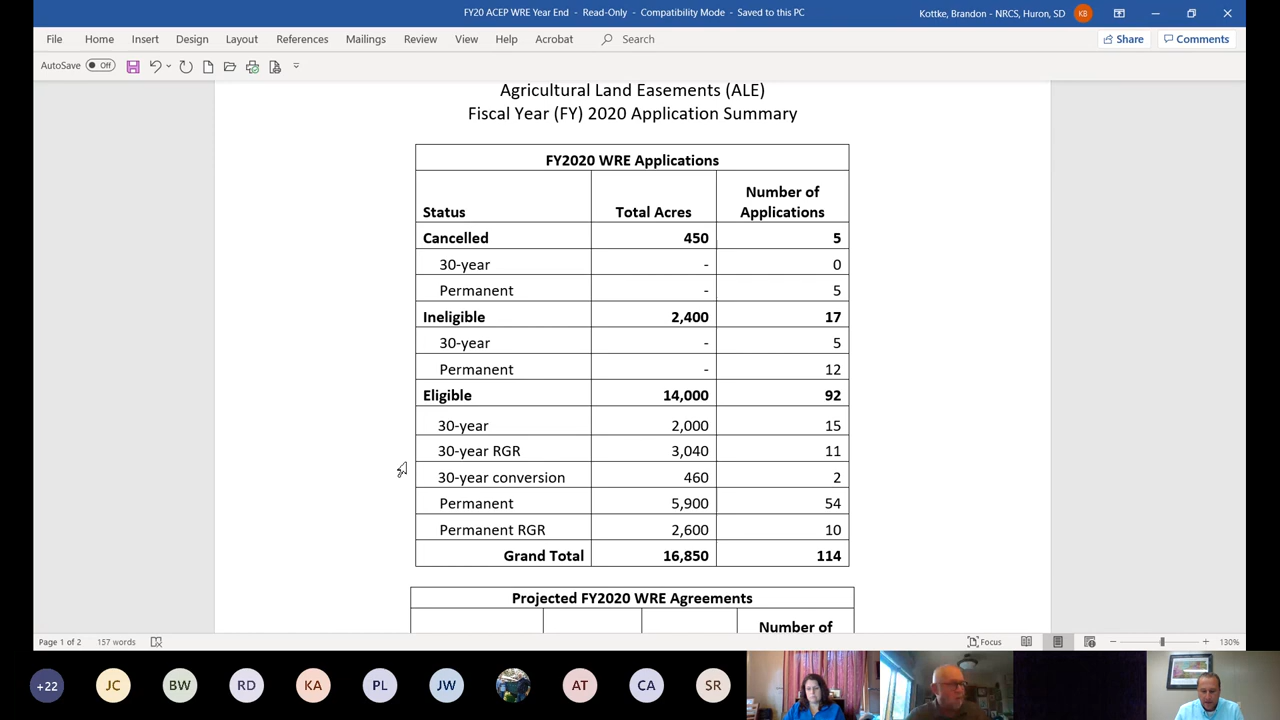 FY20 ACEP WRE Year End - Read-Only - Compatibility Mode - Saved to this PC
Kottke, Brandon - NRCS, Huron, SD KB
File Home Insert Design Layout References Mailings Review View Help Acrobat Search Share Comments
AutoSave Off
Agricultural Land Easements (ALE)
Fiscal Year (FY) 2020 Application Summary
FY2020 WRE Applications
Status Total Acres Number of Applications
Cancelled 450 5
30-year - 0
Permanent - 5
Ineligible 2,400 17
30-year - 5
Permanent - 12
Eligible 14,000 92
30-year 2,000 15
30-year RGR 3,040 11
30-year conversion 460 2
Permanent 5,900 54
Permanent RGR 2,600 10
Grand Total 16,850 114
Projected FY2020 WRE Agreements
Number of
Page 1 of 2 157 words Focus 130%
+22 JC BW RD KA PL JW AT CA SR